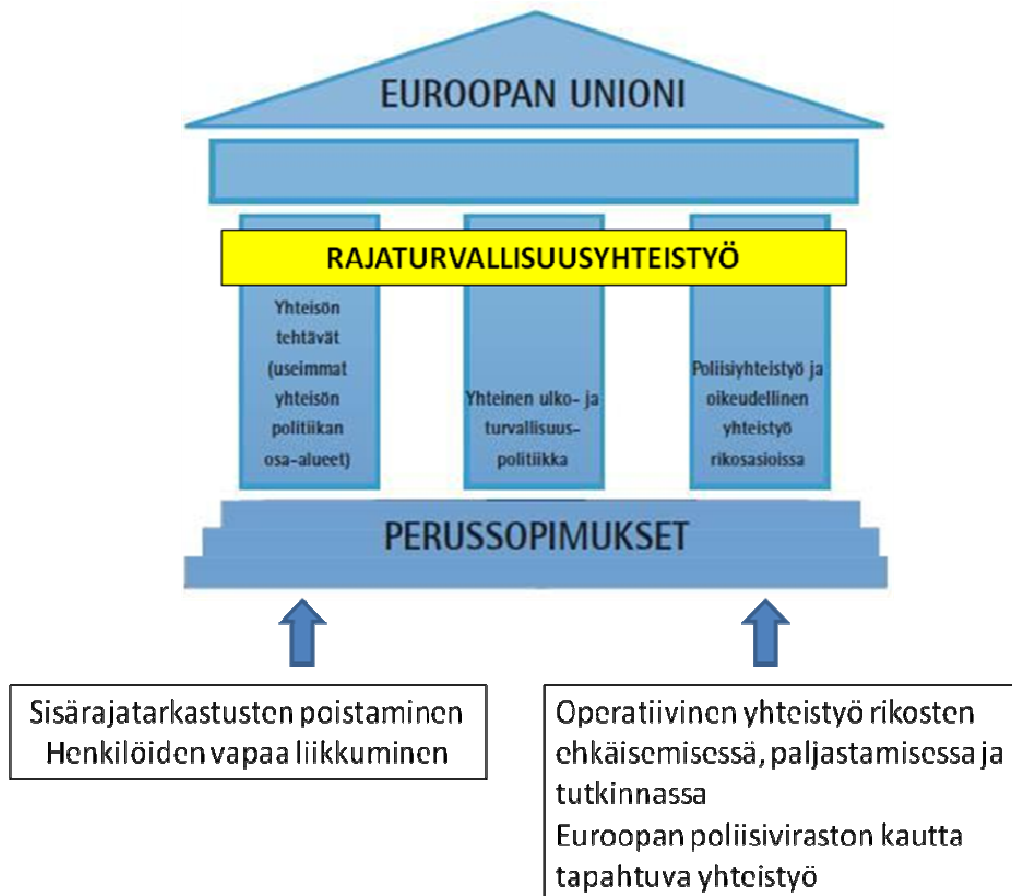 EUROOPAN UNIONI
RAJATURVALLISUUSYHTEISTYÖ
Yhteisön
tehtävät
(useimmat
yhteisön
politiikan
osa-alueet)
Yhteinen ulko- ja
turvallisuus-
politiikka
Poliisiyhteistyö ja
oikeudellinen
yhteistyö
rikosasioissa
PERUSSOPIMUKSET
Sisärajatarkastusten poistaminen
Henkilöiden vapaa liikkuminen
Operatiivinen yhteistyö rikosten
ehkäisemisessä, paljastamisessa ja
tutkinnassa
Euroopan poliisiviraston kautta
tapahtuva yhteistyö